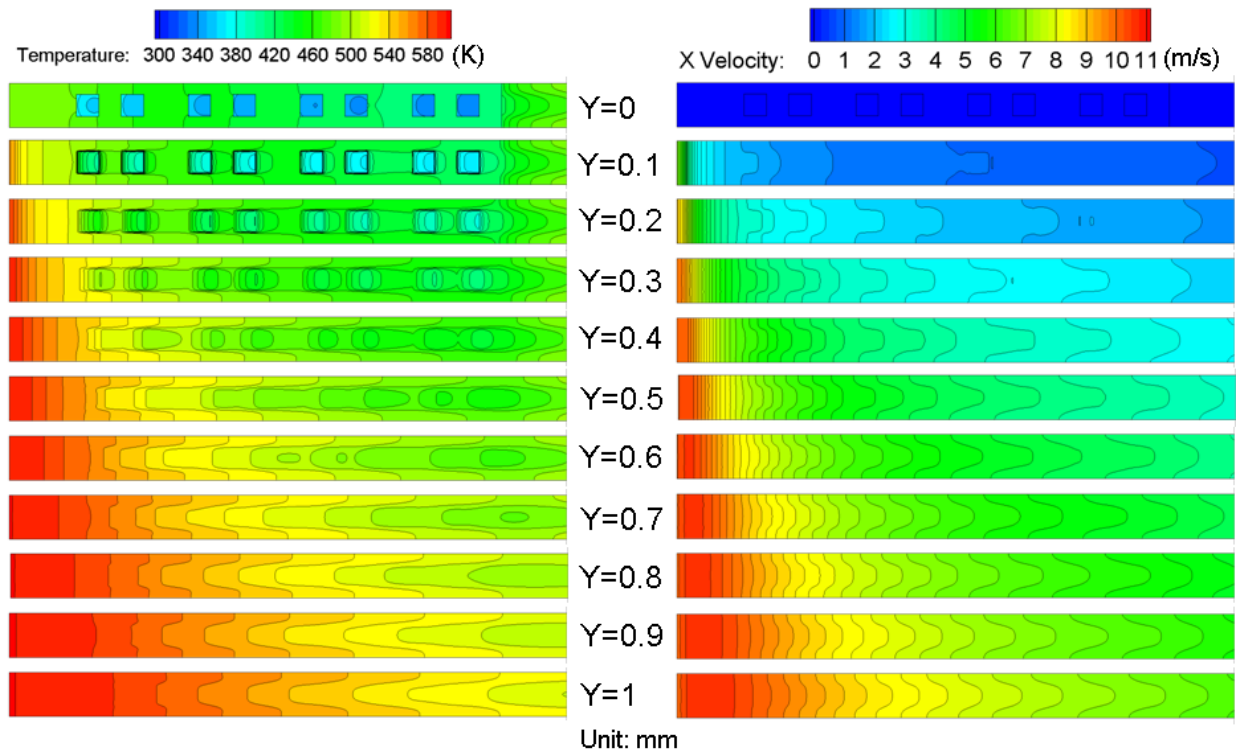 Temperature: 300 340 380 420 460 500 540 580 (K)
X Velocity: 0 1 2 3 4 5 6 7 8 9 10 11 (m/s)
Y=0
Y=0.1
Y=0.2
Y=0.3
Y=0.4
Y=0.5
Y=0.6
Y=0.7
Y=0.8
Y=0.9
Y=1
Unit: mm